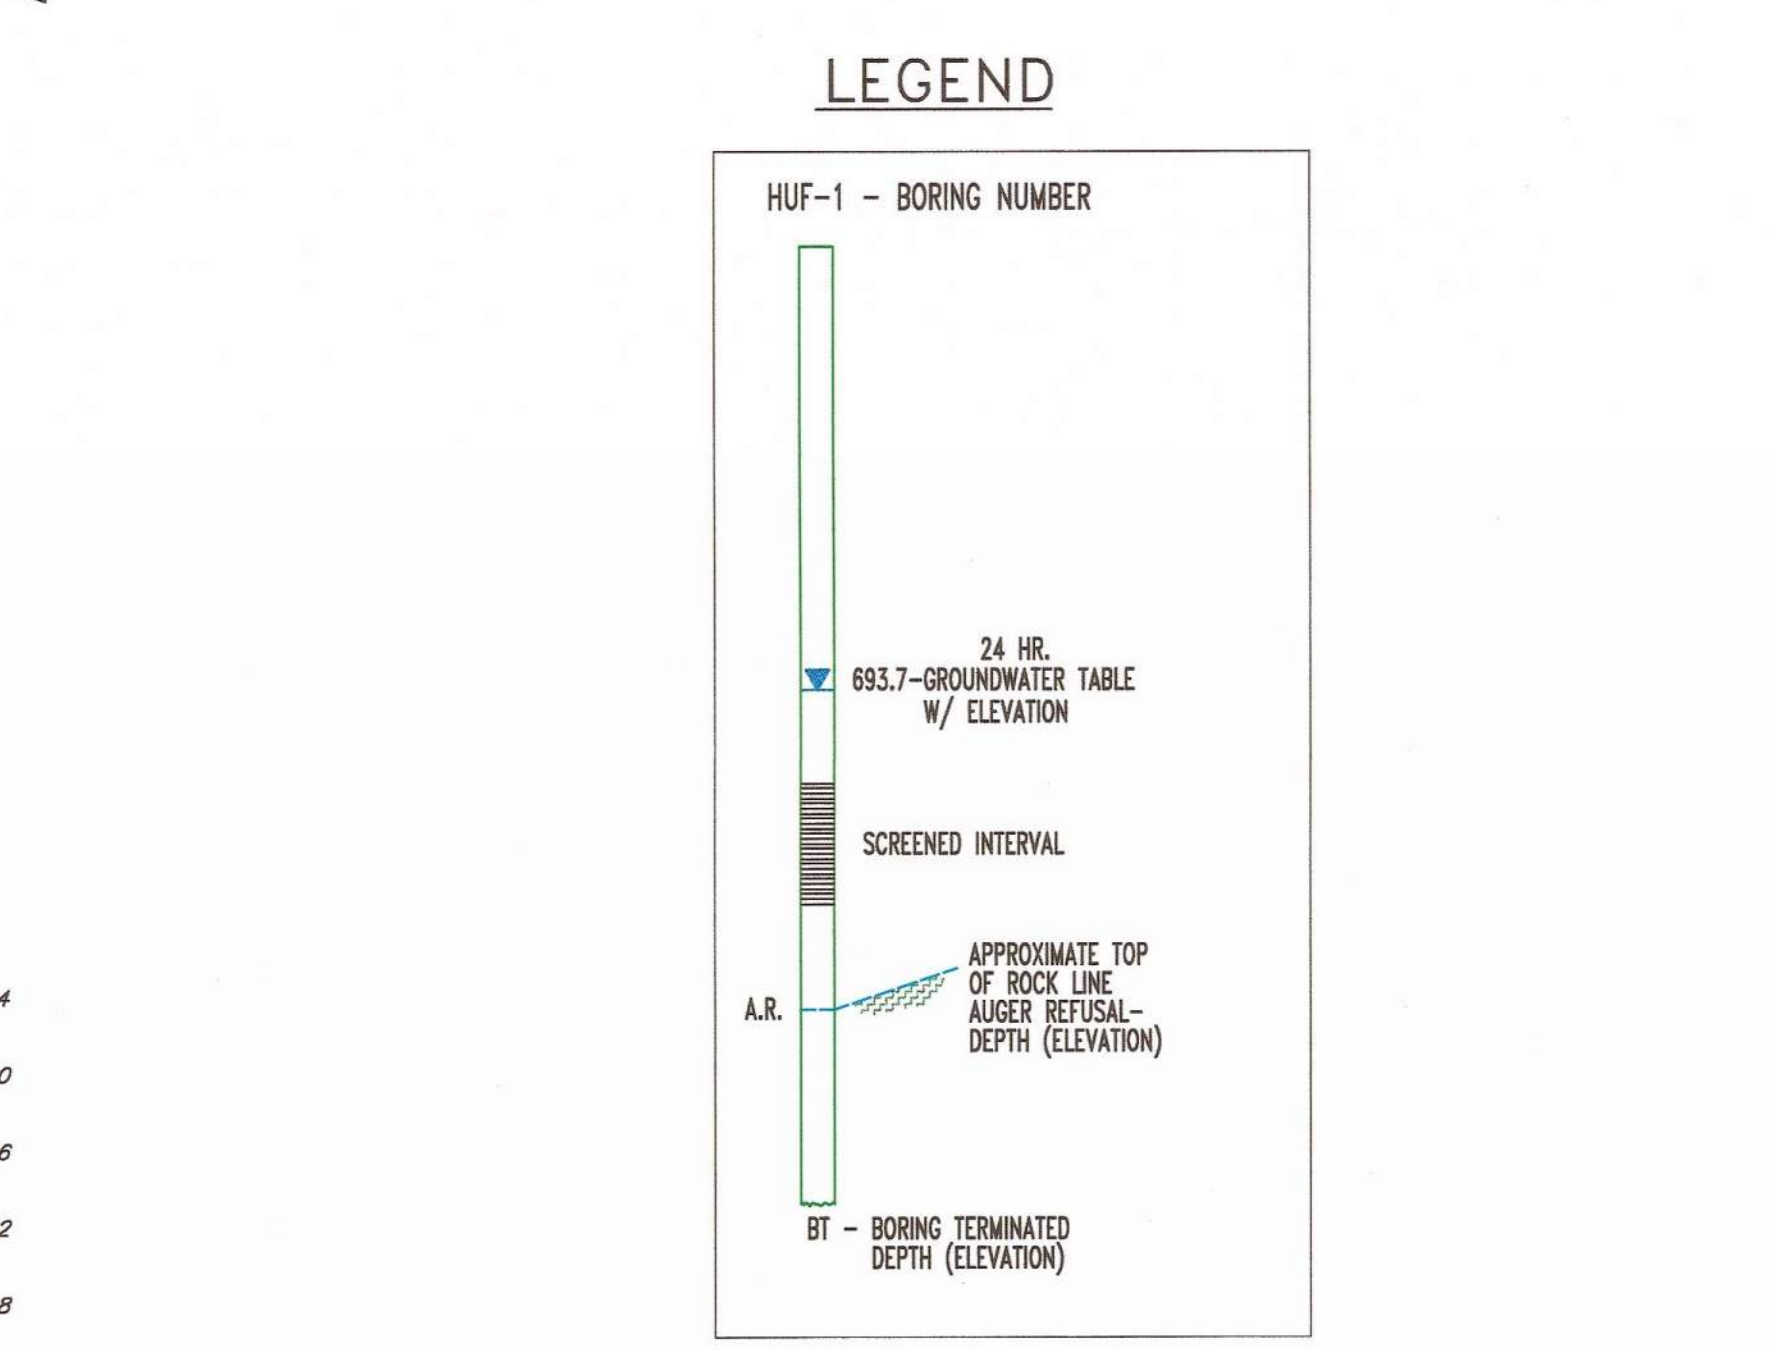 LEGEND
HUF-1 - BORING NUMBER
24 HR.
693.7-GROUNDWATER TABLE
W/ ELEVATION
SCREENED INTERVAL
APPROXIMATE TOP
OF ROCK LINE
AUGER REFUSAL-
DEPTH (ELEVATION)
A.R.
BT - BORING TERMINATED
DEPTH (ELEVATION)
4
0
6
2
8